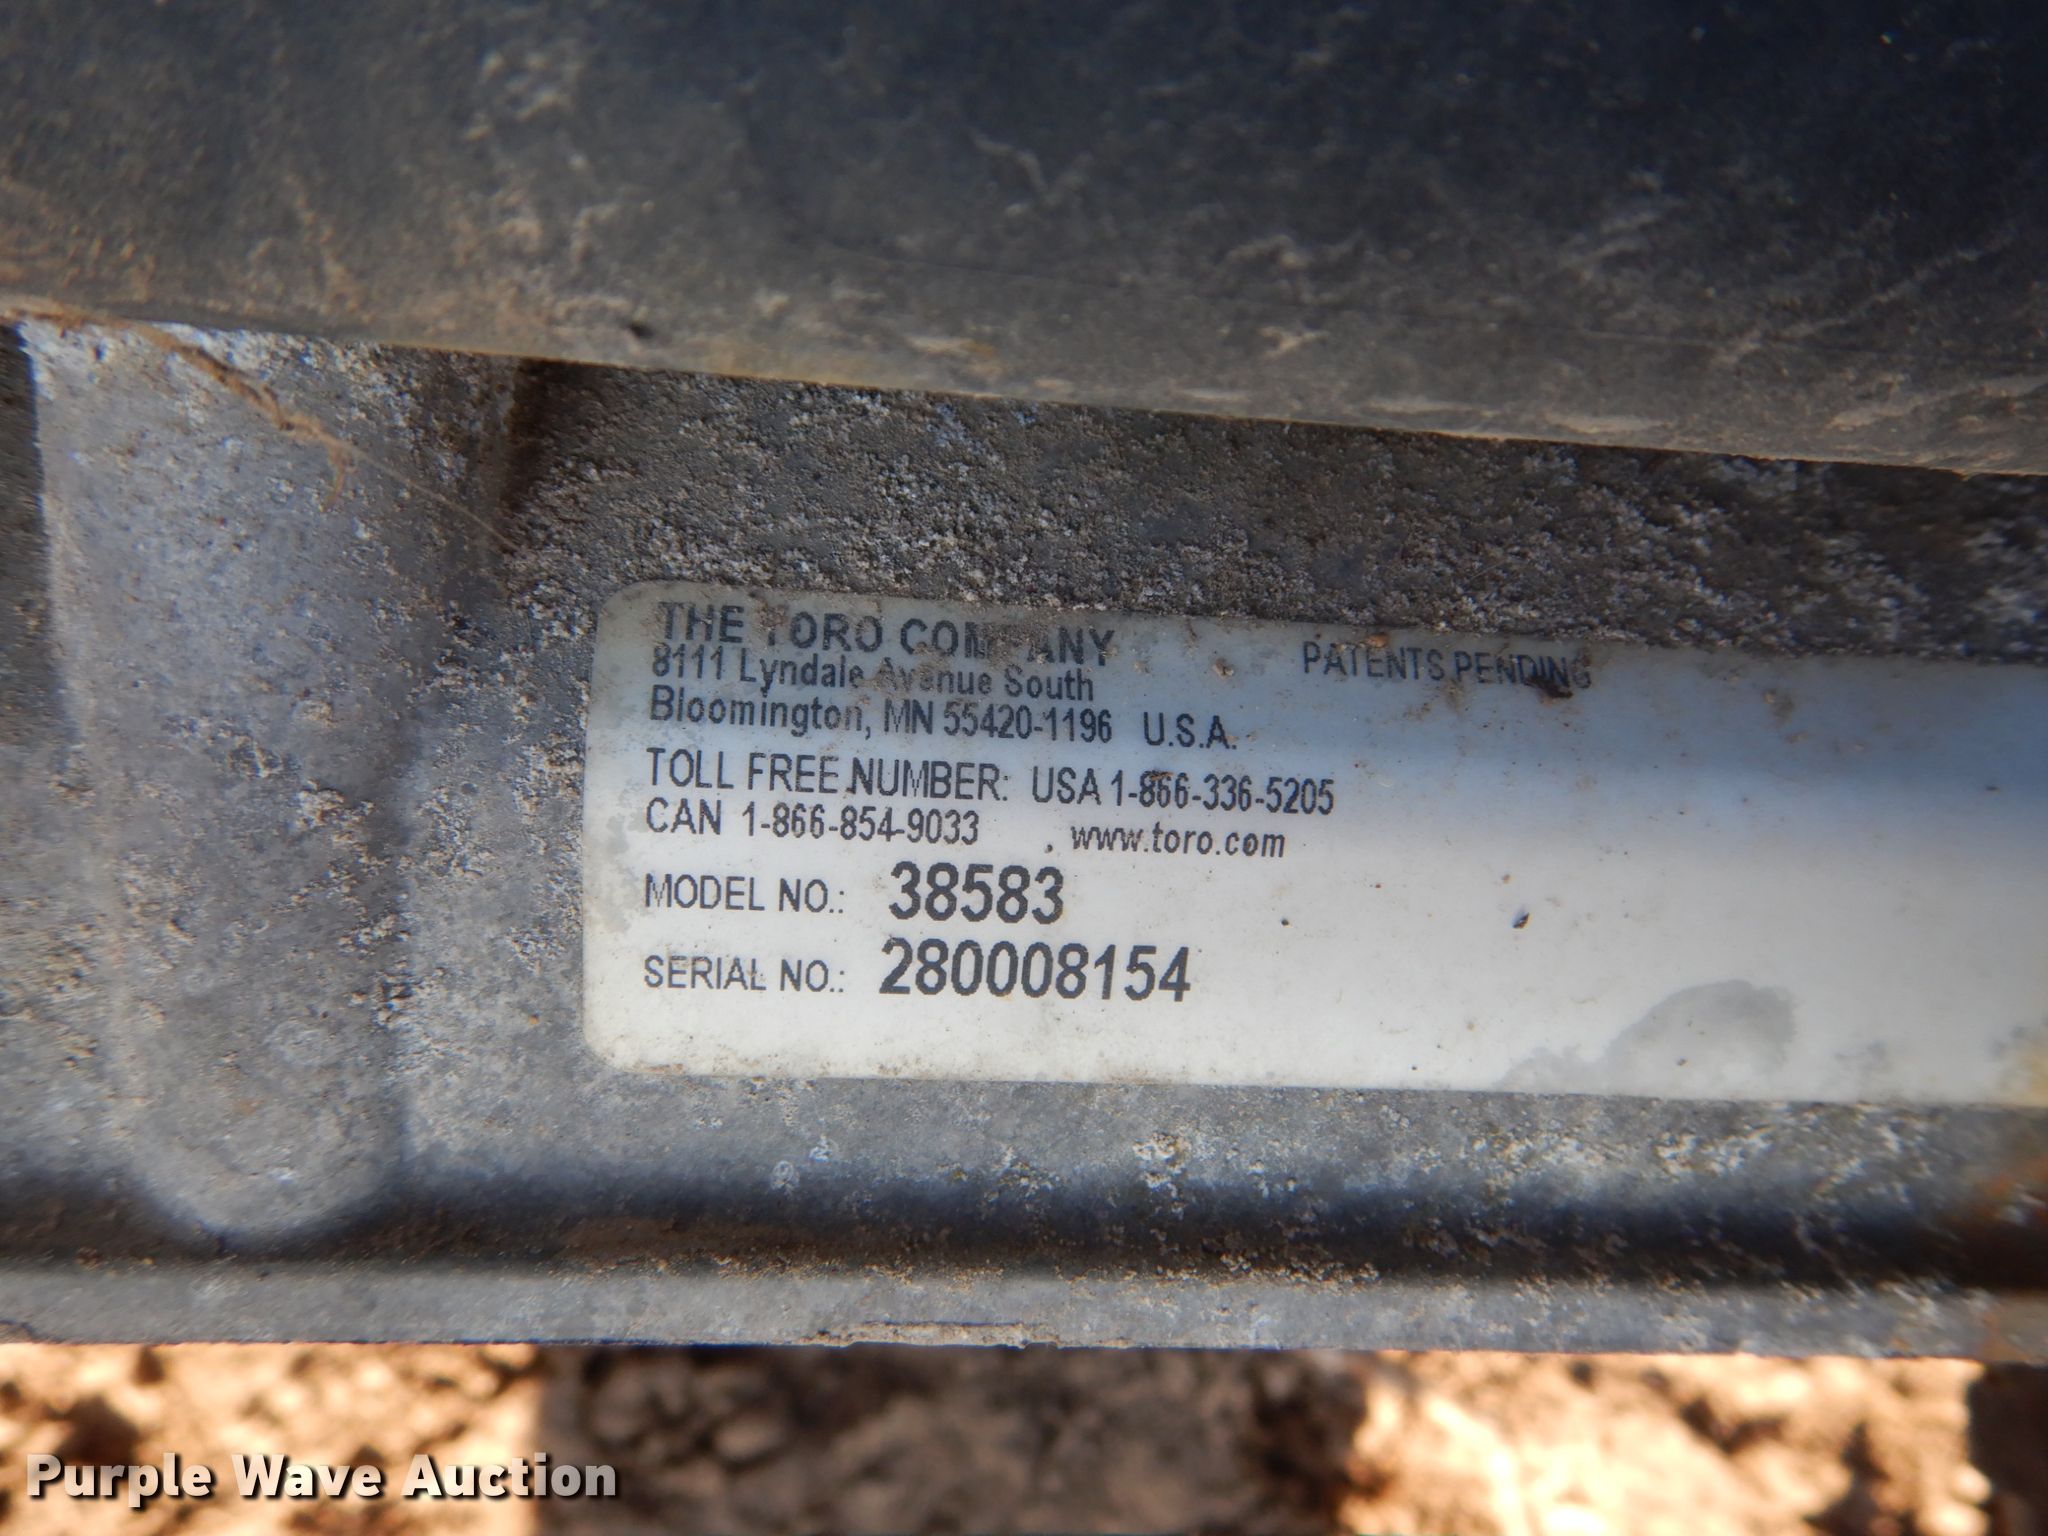 THE TORO COMPANY
8111 Lyndale Avenue South
Bloomington, MN 55420-1196 U.S.A.
PATENTS PENDING
TOLL FREE NUMBER: USA 1-866-336-5205
CAN 1-866-854-9033 www.toro.com
MODEL NO.: 38583
SERIAL NO.: 280008154
Purple Wave Auction